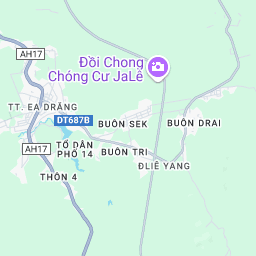 AH17
Đồi Chong
Chóng Cư JaLê
TT. EA DRĂNG
DT687B
BUÔN SEK
BUÔN DRAI
TỔ DÂN
PHỐ 14
AH17
BUÔN TRI
ĐLIÊ YANG
THÔN 4